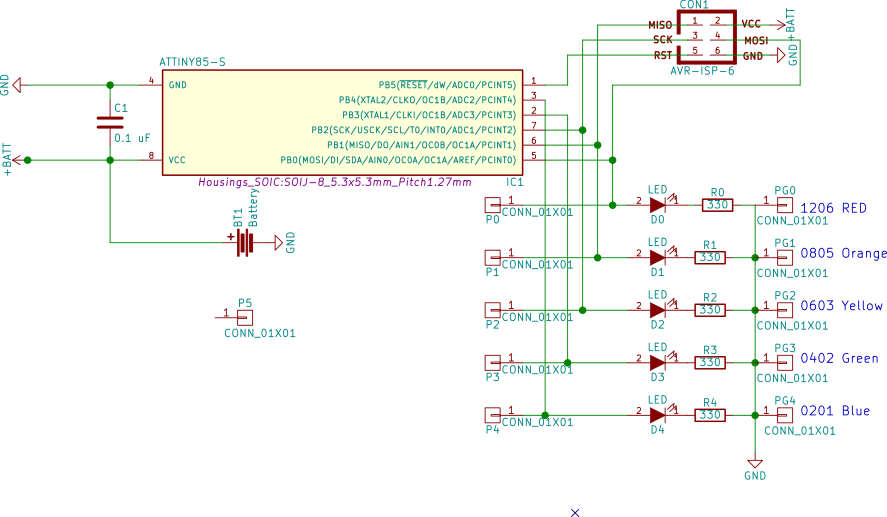 CON1
MISO 1 2 VCC +BATT
SCK 3 4 MOSI
RST 5 6 GND GND
AVR-ISP-6
ATTINY85-S
GND 4 GND PB5(RESET/dW/ADC0/PCINT5) 1
PB4(XTAL2/CLKO/OC1B/ADC2/PCINT4) 3
C1 PB3(XTAL1/CLKI/OC1B/ADC3/PCINT3) 2
PB2(SCK/USCK/SCL/T0/INT0/ADC1/PCINT2) 7
0.1 uF PB1(MISO/DO/AIN1/OC0B/OC1A/PCINT1) 6
+BATT 8 VCC PB0(MOSI/DI/SDA/AIN0/OC0A/OC1A/AREF/PCINT0) 5
Housings_SOIC:SOIJ-8_5.3x5.3mm_Pitch1.27mm IC1
BT1
Battery
+
GND
P5
1
CONN_01X01
P0 1 CONN_01X01 2 LED 1 D0 R0 330 1 PG0 CONN_01X01 1206 RED
P1 1 CONN_01X01 2 LED 1 D1 R1 330 1 PG1 CONN_01X01 0805 Orange
P2 1 CONN_01X01 2 LED 1 D2 R2 330 1 PG2 CONN_01X01 0603 Yellow
P3 1 CONN_01X01 2 LED 1 D3 R3 330 1 PG3 CONN_01X01 0402 Green
P4 1 CONN_01X01 2 LED 1 D4 R4 330 1 PG4 CONN_01X01 0201 Blue
GND